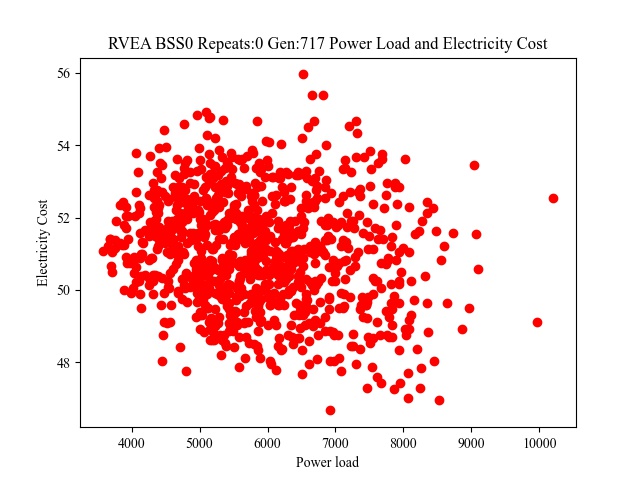 RVEA BSS0 Repeats:0 Gen:717 Power Load and Electricity Cost
56
54
52
50
48
Electricity Cost
4000 5000 6000 7000 8000 9000 10000
Power load